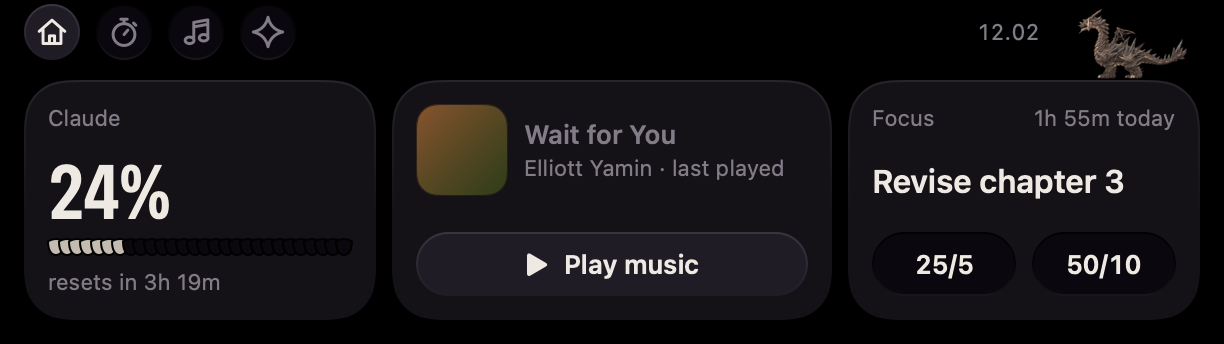 12.02
Claude
24%
resets in 3h 19m
Wait for You
Elliott Yamin · last played
Play music
Focus
1h 55m today
Revise chapter 3
25/5
50/10